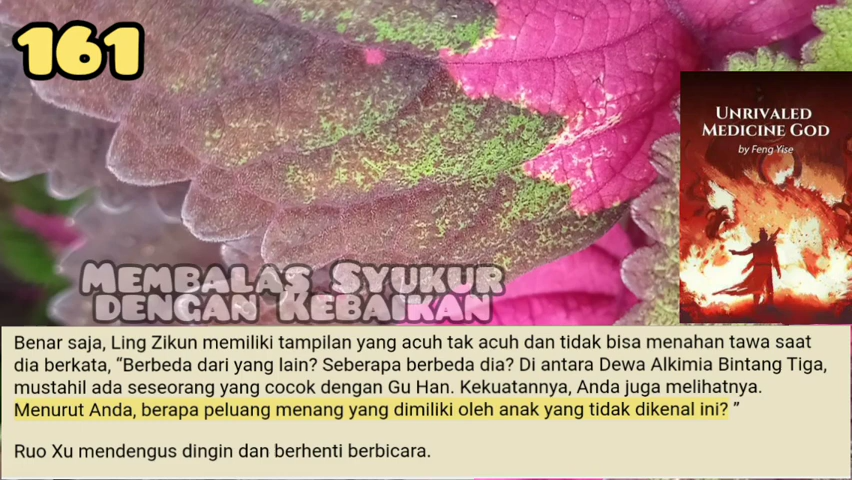 161
UNRIVALED
MEDICINE GOD
by Feng Yise
MEMBALAS SYUKUR
DENGAN KEBAIKAN
Benar saja, Ling Zikun memiliki tampilan yang acuh tak acuh dan tidak bisa menahan tawa saat
dia berkata, “Berbeda dari yang lain? Seberapa berbeda dia? Di antara Dewa Alkimia Bintang Tiga,
mustahil ada seseorang yang cocok dengan Gu Han. Kekuatannya, Anda juga melihatnya.
Menurut Anda, berapa peluang menang yang dimiliki oleh anak yang tidak dikenal ini? ”
Ruo Xu mendengus dingin dan berhenti berbicara.